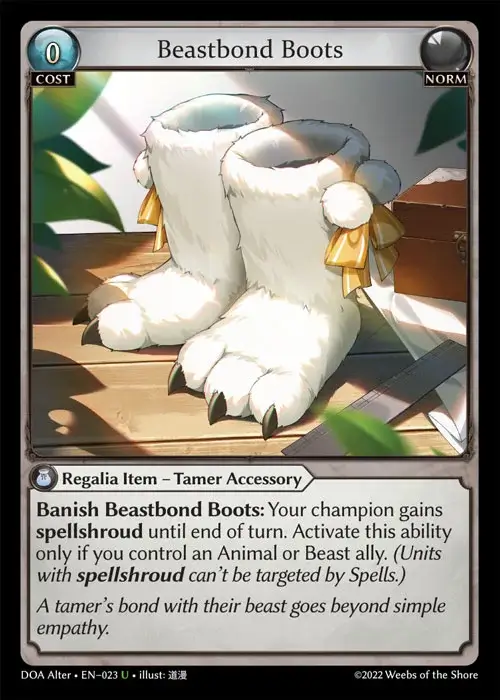 0
Beastbond Boots
COST
NORM
Regalia Item – Tamer Accessory
Banish Beastbond Boots: Your champion gains
spellshroud until end of turn. Activate this ability
only if you control an Animal or Beast ally. (Units
with spellshroud can't be targeted by Spells.)
A tamer's bond with their beast goes beyond simple
empathy.
DOA Alter • EN-023 U • illust: 道漫
©2022 Weebs of the Shore